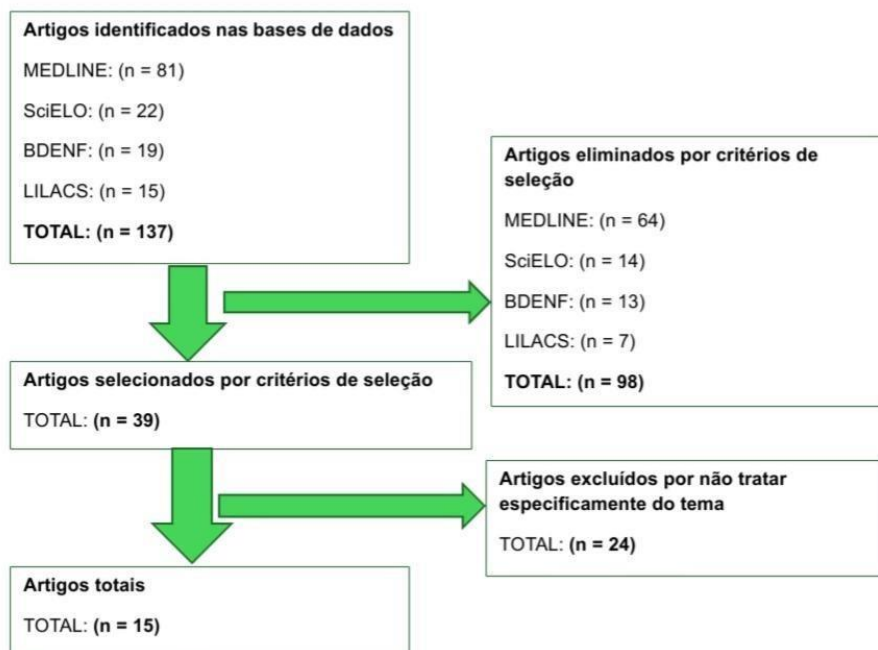 Artigos identificados nas bases de dados
MEDLINE: (n = 81)
SciELO: (n = 22)
BDENF: (n = 19)
LILACS: (n = 15)
TOTAL: (n = 137)
Artigos eliminados por critérios de
seleção
MEDLINE: (n = 64)
SciELO: (n = 14)
BDENF: (n = 13)
LILACS: (n = 7)
TOTAL: (n = 98)
Artigos selecionados por critérios de seleção
TOTAL: (n = 39)
Artigos excluídos por não tratar
especificamente do tema
TOTAL: (n = 24)
Artigos totais
TOTAL: (n = 15)